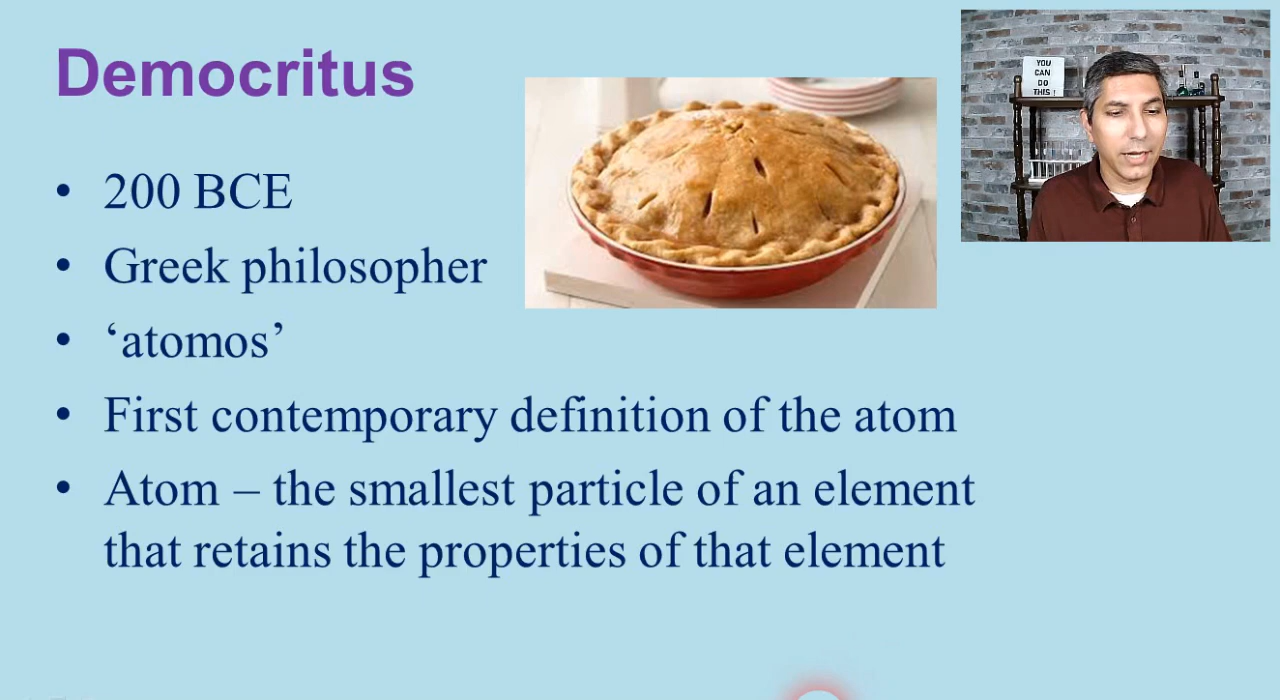 Democritus
• 200 BCE
• Greek philosopher
• ‘atomos’
• First contemporary definition of the atom
• Atom – the smallest particle of an element
that retains the properties of that element
YOU
CAN
DO
THIS !